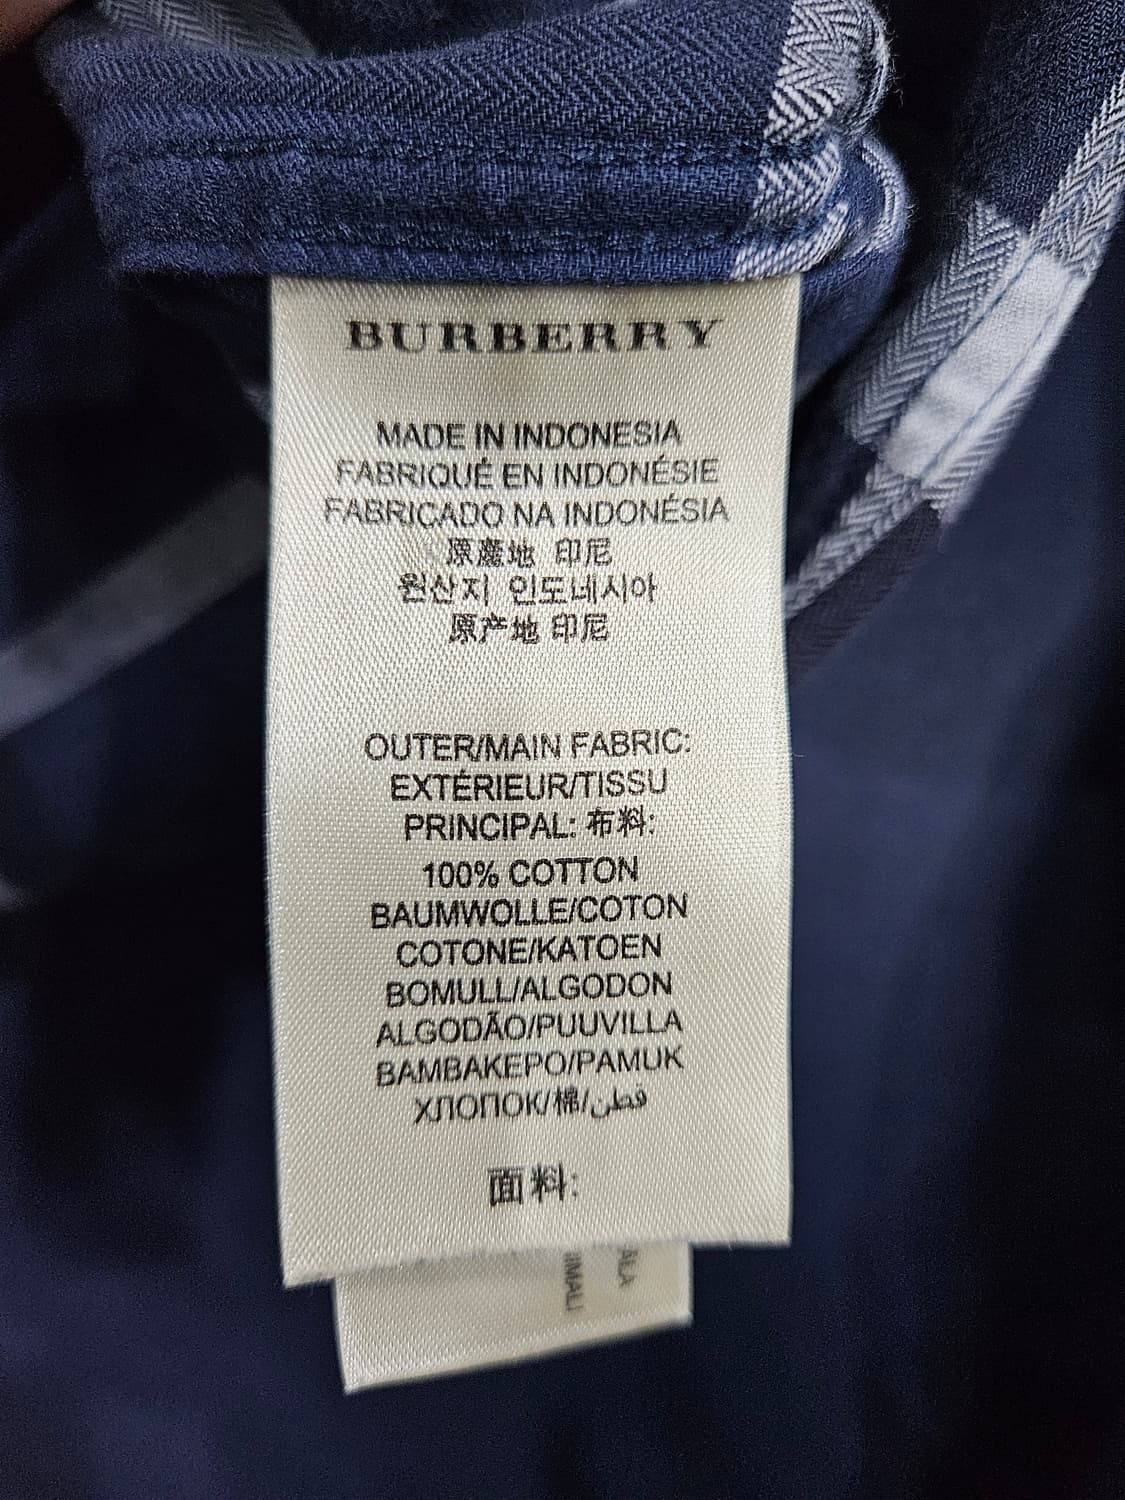 BURBERRY
MADE IN INDONESIA
FABRIQUÉ EN INDONÉSIE
FABRICADO NA INDONÉSIA
原產地 印尼
원산지 인도네시아
原产地 印尼
OUTER/MAIN FABRIC:
EXTÉRIEUR/TISSU
PRINCIPAL: 布料:
100% COTTON
BAUMWOLLE/COTON
COTONE/KATOEN
BOMULL/ALGODON
ALGODÃO/PUUVILLA
BAMBAKEPO/PAMUK
ХЛОПОК/棉/قطن
面料: